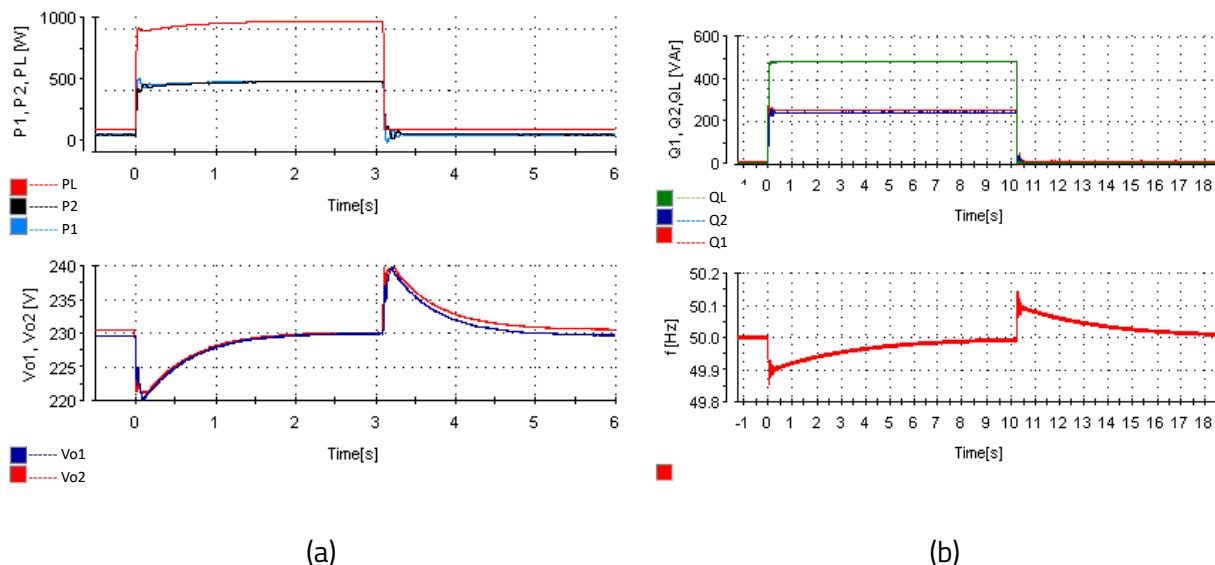 P1, P2, PL [W]
1000
500
0
0 1 2 3 4 5 6
Time[s]
PL
P2
P1
Vo1, Vo2 [V]
240
235
230
225
220
0 1 2 3 4 5 6
Time[s]
Vo1
Vo2
(a)
Q1, Q2,QL [VAr]
600
400
200
0
-1 0 1 2 3 4 5 6 7 8 9 10 11 12 13 14 15 16 17 18
Time[s]
QL
Q2
Q1
f [Hz]
50.2
50.1
50.0
49.9
49.8
-1 0 1 2 3 4 5 6 7 8 9 10 11 12 13 14 15 16 17 18
Time[s]
(b)